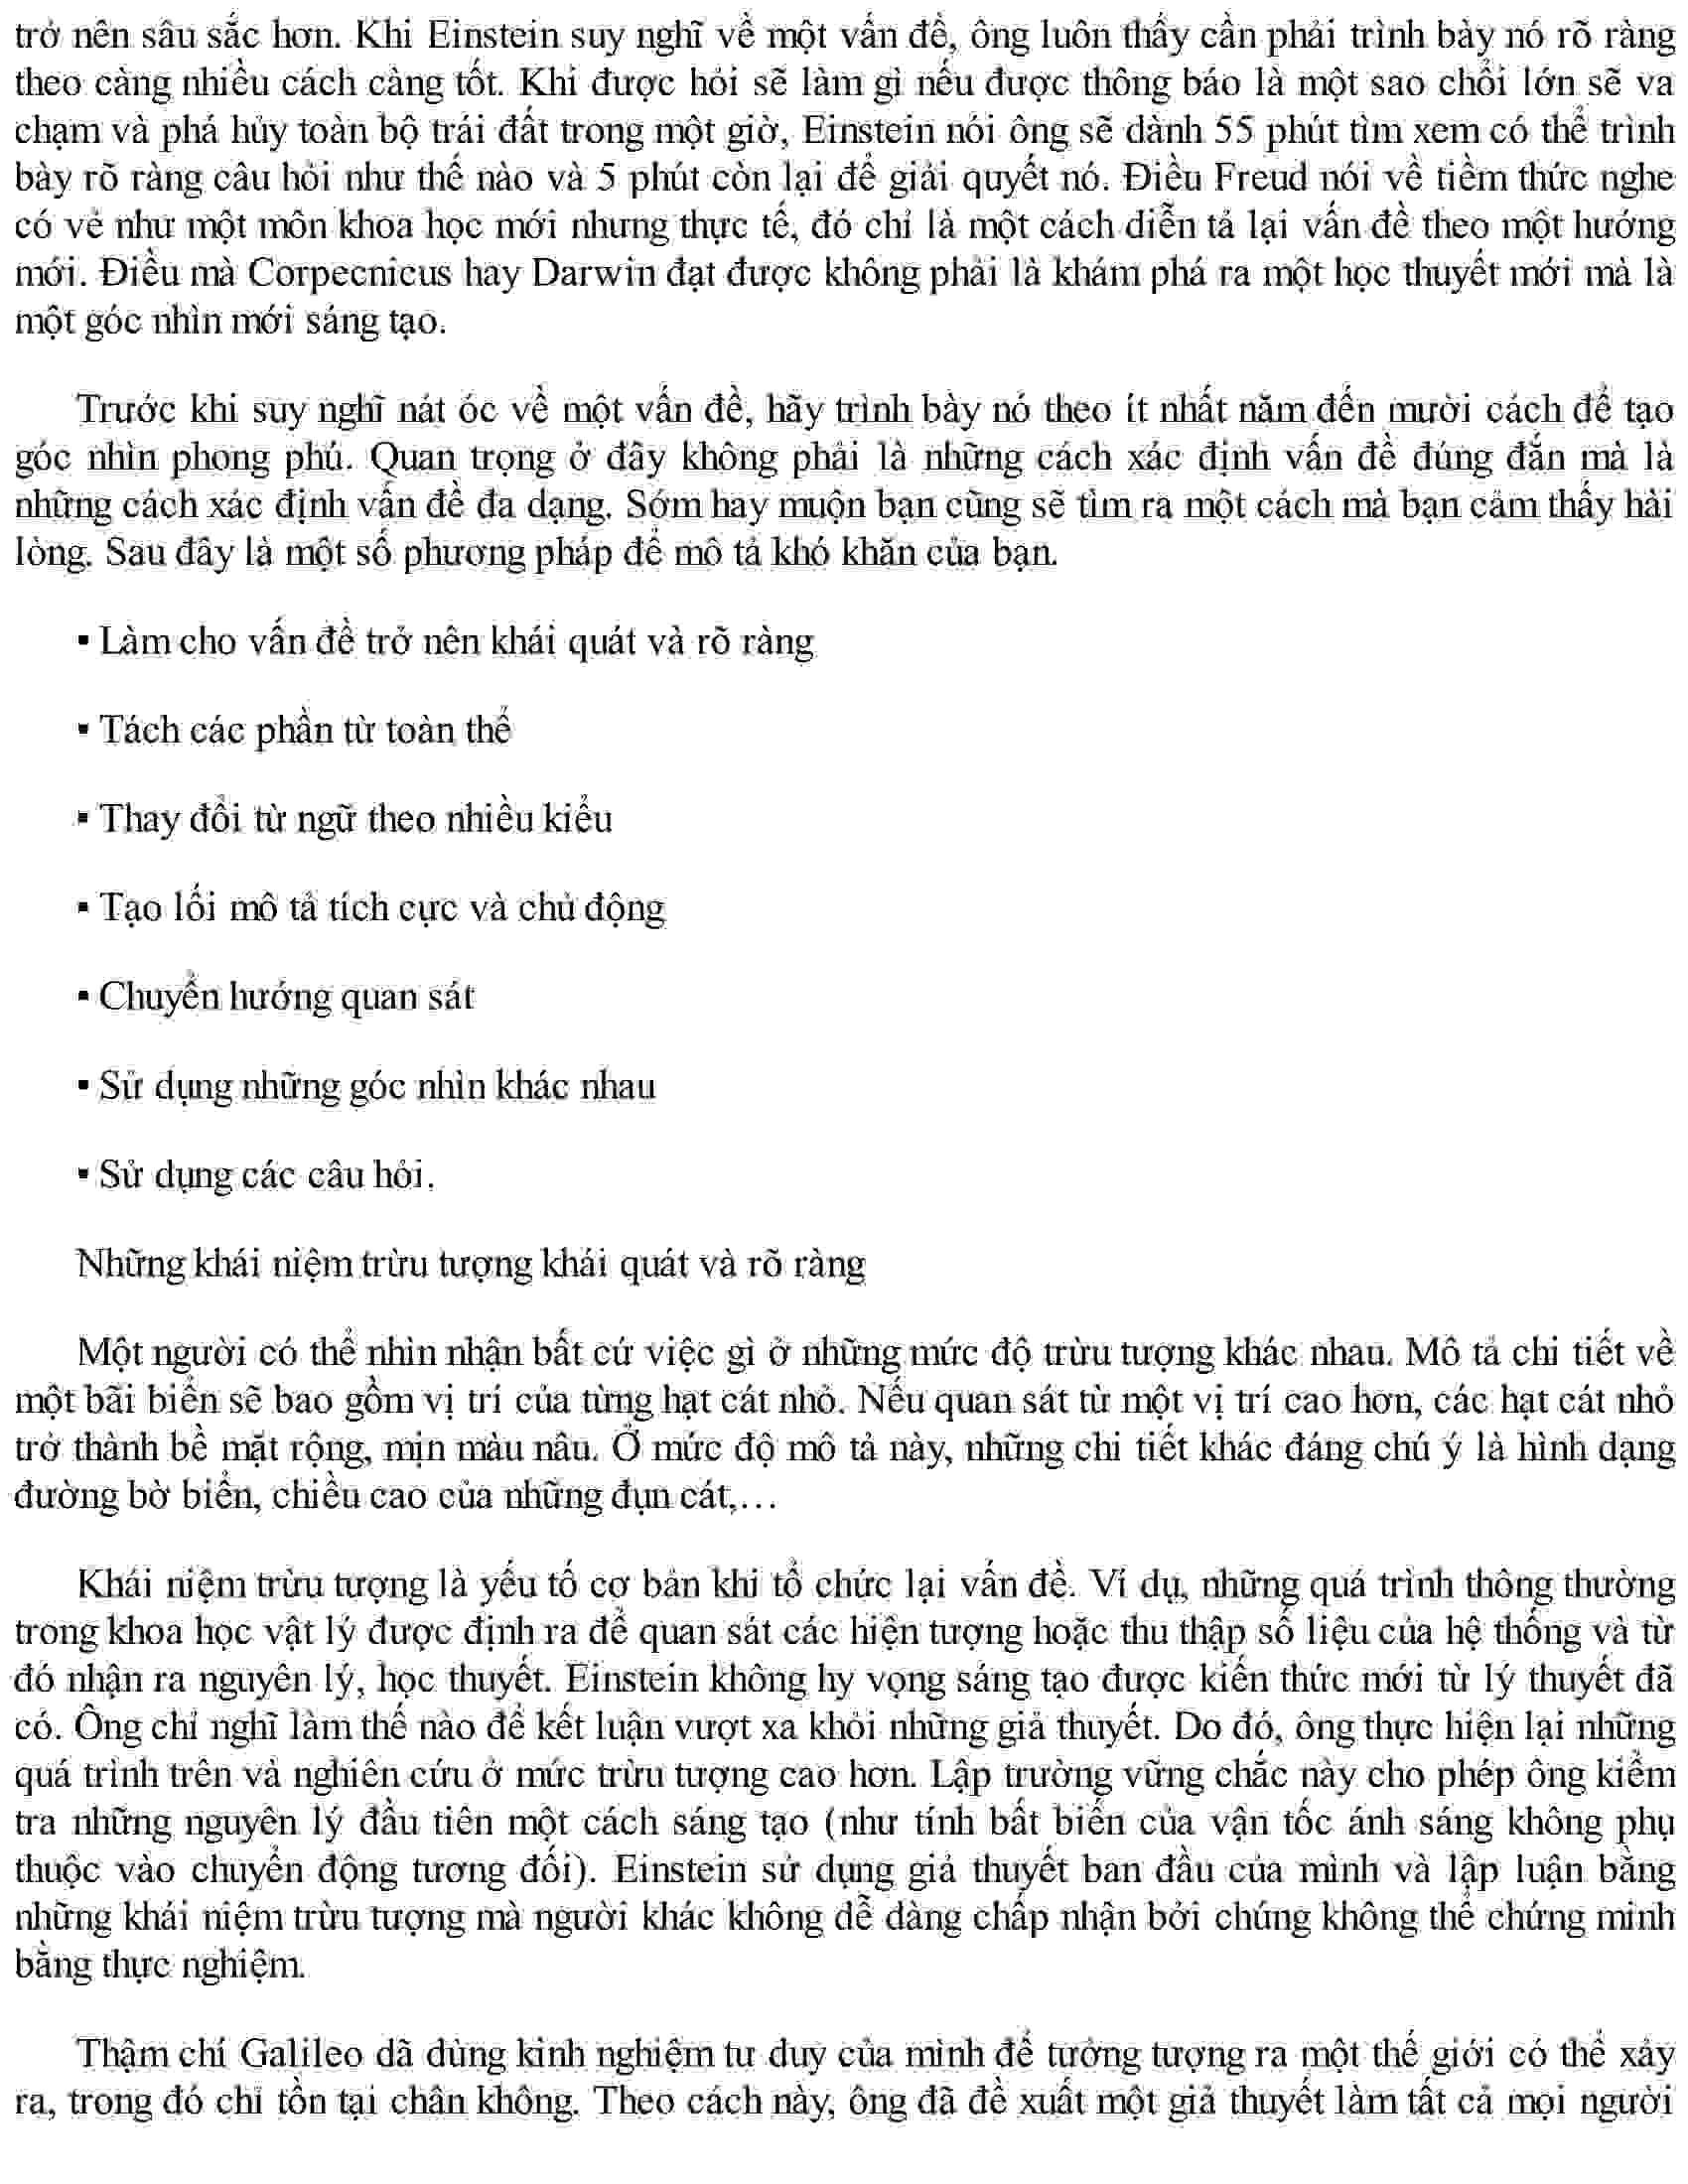 trở nên sâu sắc hơn. Khi Einstein suy nghĩ về một vấn đề, ông luôn thấy cần phải trình bày nó rõ ràng
theo càng nhiều cách càng tốt. Khi được hỏi sẽ làm gì nếu được thông báo là một sao chổi lớn sẽ va
chạm và phá hủy toàn bộ trái đất trong một giờ, Einstein nói ông sẽ dành 55 phút tìm xem có thể trình
bày rõ ràng câu hỏi như thế nào và 5 phút còn lại để giải quyết nó. Điều Freud nói về tiềm thức nghe
có vẻ như một môn khoa học mới nhưng thực tế, đó chỉ là một cách diễn tả lại vấn đề theo một hướng
mới. Điều mà Corpecnicus hay Darwin đạt được không phải là khám phá ra một học thuyết mới mà là
một góc nhìn mới sáng tạo.
Trước khi suy nghĩ nát óc về một vấn đề, hãy trình bày nó theo ít nhất năm đến mười cách để tạo
góc nhìn phong phú. Quan trọng ở đây không phải là những cách xác định vấn đề đúng đắn mà là
những cách xác định vấn đề đa dạng. Sớm hay muộn bạn cũng sẽ tìm ra một cách mà bạn cảm thấy hài
lòng. Sau đây là một số phương pháp để mô tả khó khăn của bạn.
▪ Làm cho vấn đề trở nên khái quát và rõ ràng
▪ Tách các phần từ toàn thể
▪ Thay đổi từ ngữ theo nhiều kiểu
▪ Tạo lối mô tả tích cực và chủ động
▪ Chuyển hướng quan sát
▪ Sử dụng những góc nhìn khác nhau
▪ Sử dụng các câu hỏi.
Những khái niệm trừu tượng khái quát và rõ ràng
Một người có thể nhìn nhận bất cứ việc gì ở những mức độ trừu tượng khác nhau. Mô tả chi tiết về
một bãi biển sẽ bao gồm vị trí của từng hạt cát nhỏ. Nếu quan sát từ một vị trí cao hơn, các hạt cát nhỏ
trở thành bề mặt rộng, mịn màu nâu. Ở mức độ mô tả này, những chi tiết khác đáng chú ý là hình dạng
đường bờ biển, chiều cao của những đụn cát,…
Khái niệm trừu tượng là yếu tố cơ bản khi tổ chức lại vấn đề. Ví dụ, những quá trình thông thường
trong khoa học vật lý được định ra để quan sát các hiện tượng hoặc thu thập số liệu của hệ thống và từ
đó nhận ra nguyên lý, học thuyết. Einstein không hy vọng sáng tạo được kiến thức mới từ lý thuyết đã
có. Ông chỉ nghĩ làm thế nào để kết luận vượt xa khỏi những giả thuyết. Do đó, ông thực hiện lại những
quá trình trên và nghiên cứu ở mức trừu tượng cao hơn. Lập trường vững chắc này cho phép ông kiểm
tra những nguyên lý đầu tiên một cách sáng tạo (như tính bất biến của vận tốc ánh sáng không phụ
thuộc vào chuyển động tương đối). Einstein sử dụng giả thuyết ban đầu của mình và lập luận bằng
những khái niệm trừu tượng mà người khác không dễ dàng chấp nhận bởi chúng không thể chứng minh
bằng thực nghiệm.
Thậm chí Galileo dã dùng kinh nghiệm tư duy của mình để tưởng tượng ra một thế giới có thể xảy
ra, trong đó chỉ tồn tại chân không. Theo cách này, ông đã đề xuất một giả thuyết làm tất cả mọi người